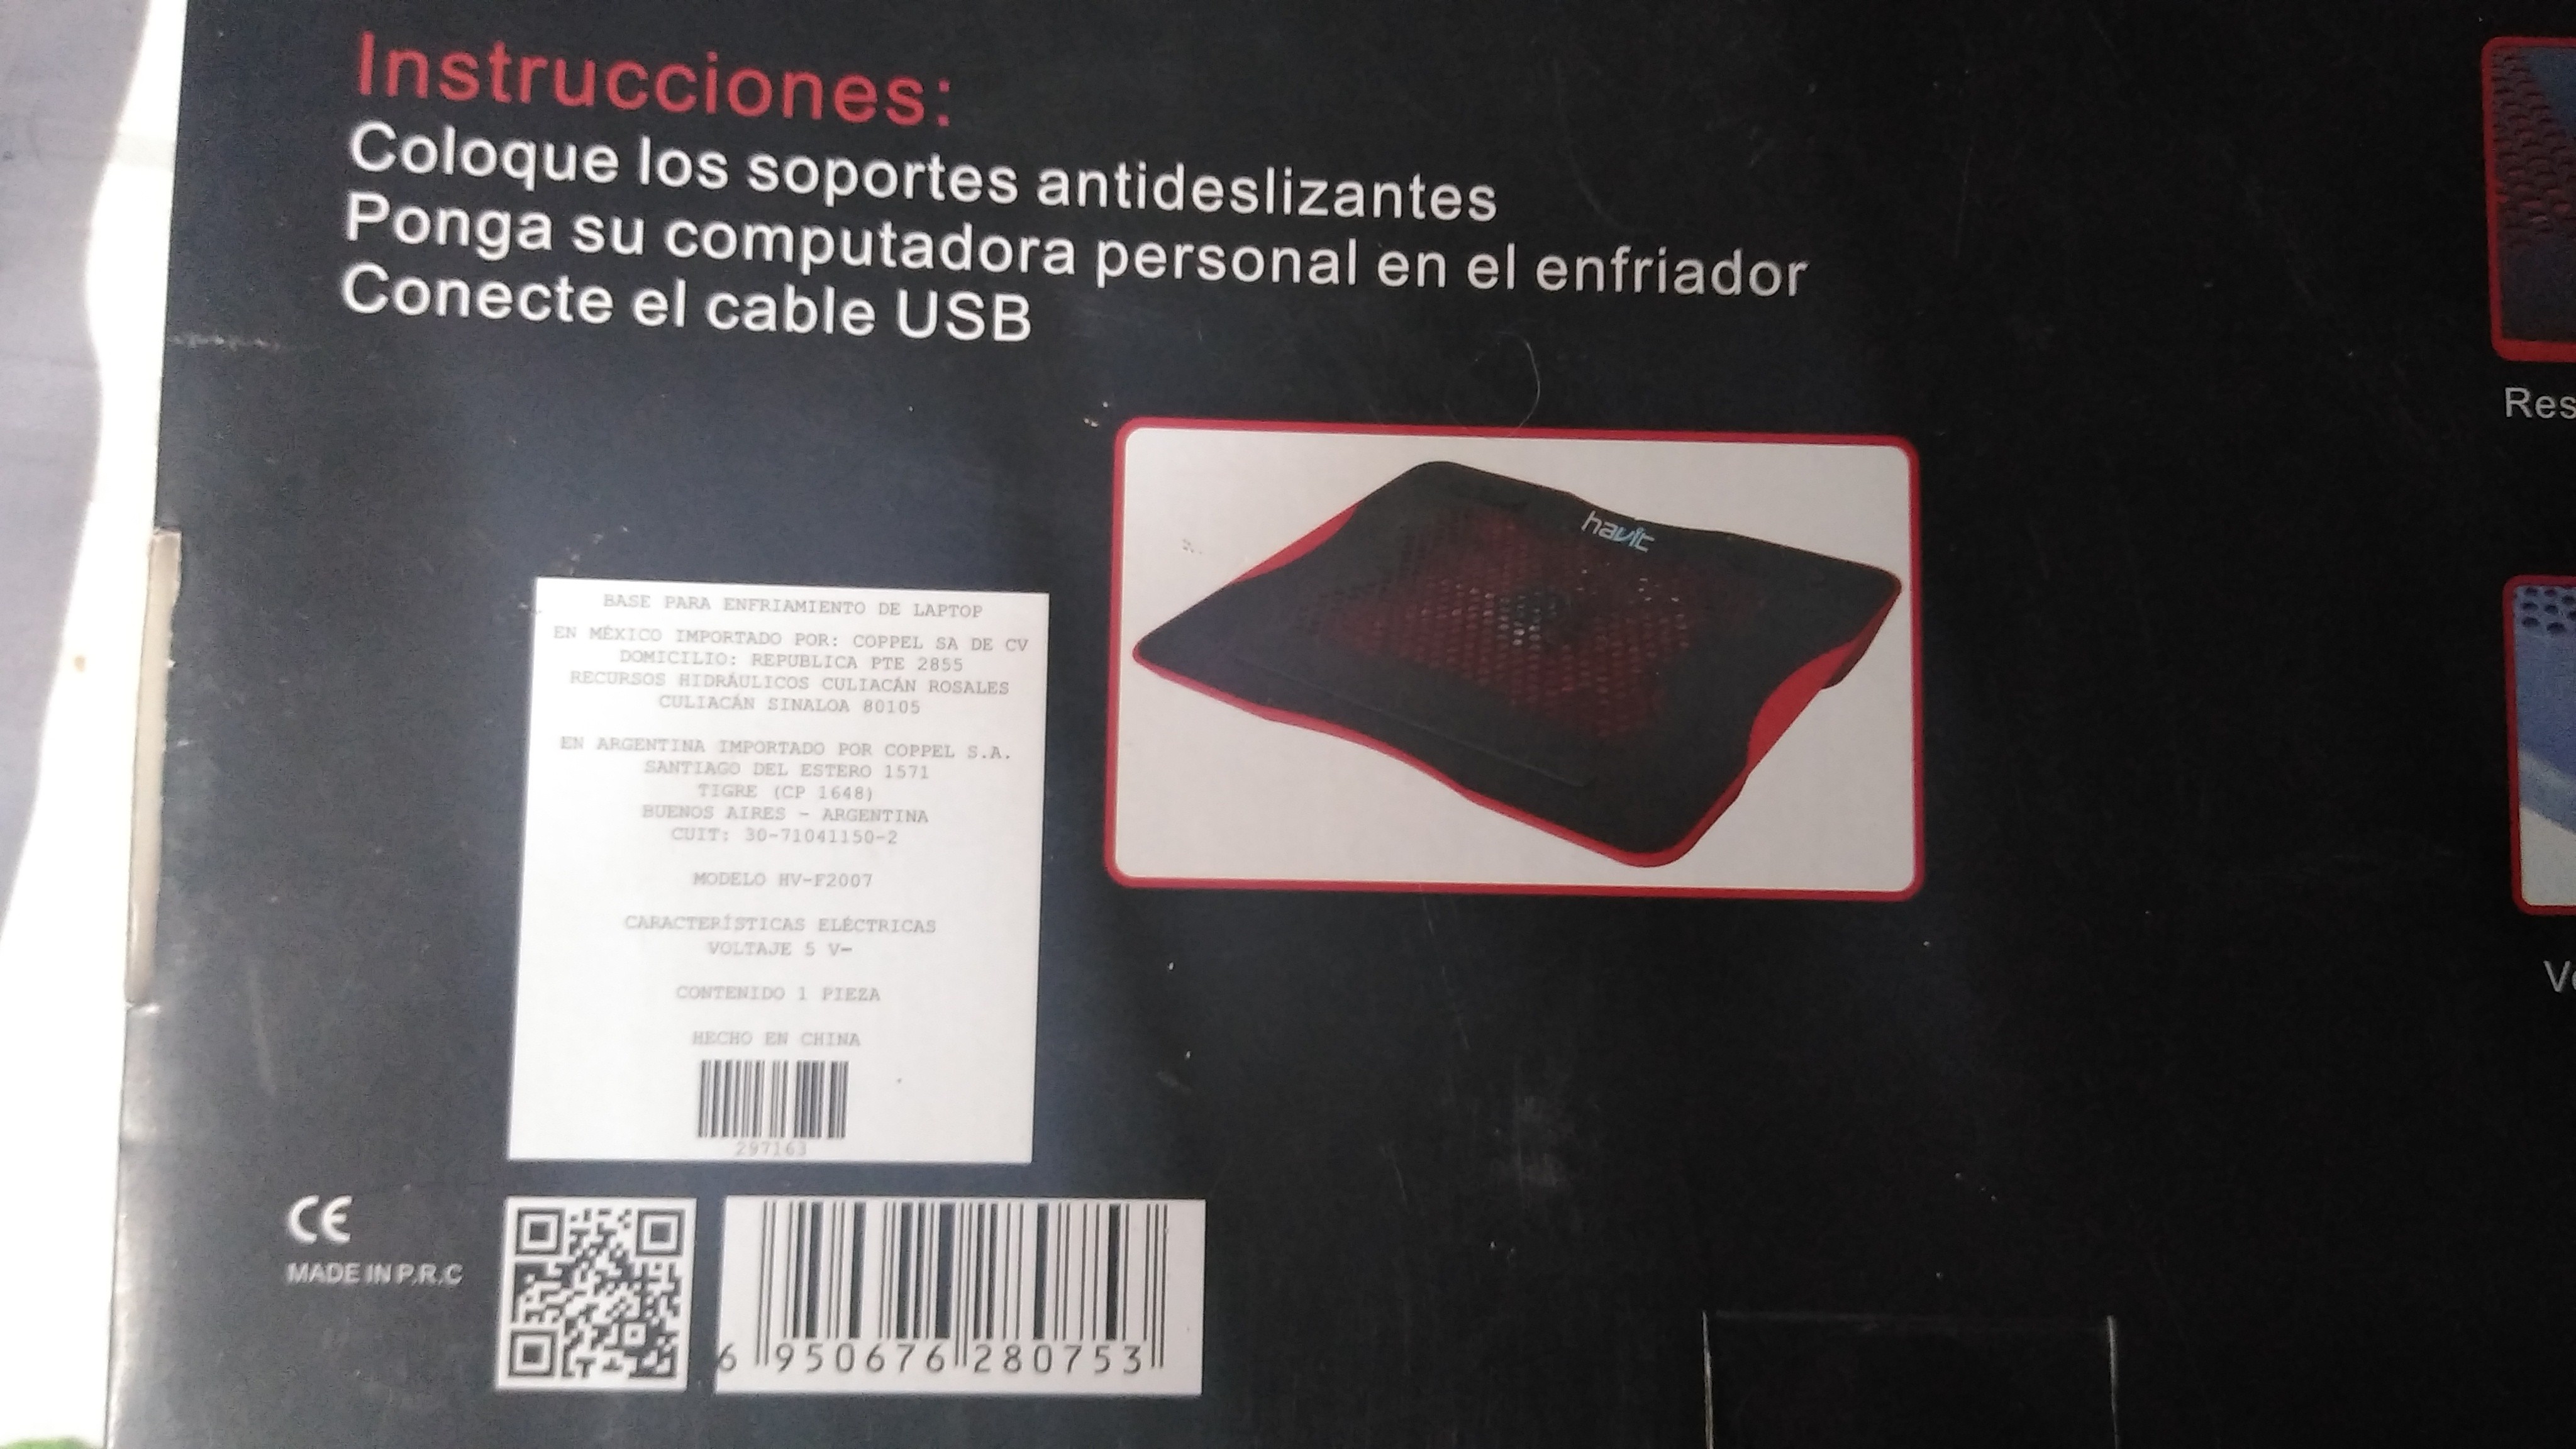 Instrucciones:
Coloque los soportes antideslizantes
Ponga su computadora personal en el enfriador
Conecte el cable USB
havit
BASE PARA ENFRIAMIENTO DE LAPTOP
EN MÉXICO IMPORTADO POR: COPPEL SA DE CV
DOMICILIO: REPUBLICA PTE 2855
RECURSOS HIDRÁULICOS CULIACÁN ROSALES
CULIACÁN SINALOA 80105
EN ARGENTINA IMPORTADO POR COPPEL S.A.
SANTIAGO DEL ESTERO 1571
TIGRE (CP 1648)
BUENOS AIRES - ARGENTINA
CUIT: 30-71041150-2
MODELO HV-F2007
CARACTERÍSTICAS ELÉCTRICAS
VOLTAJE 5 V⎓
CONTENIDO 1 PIEZA
HECHO EN CHINA
297163
CE
MADE IN P.R.C
6 950676 280753